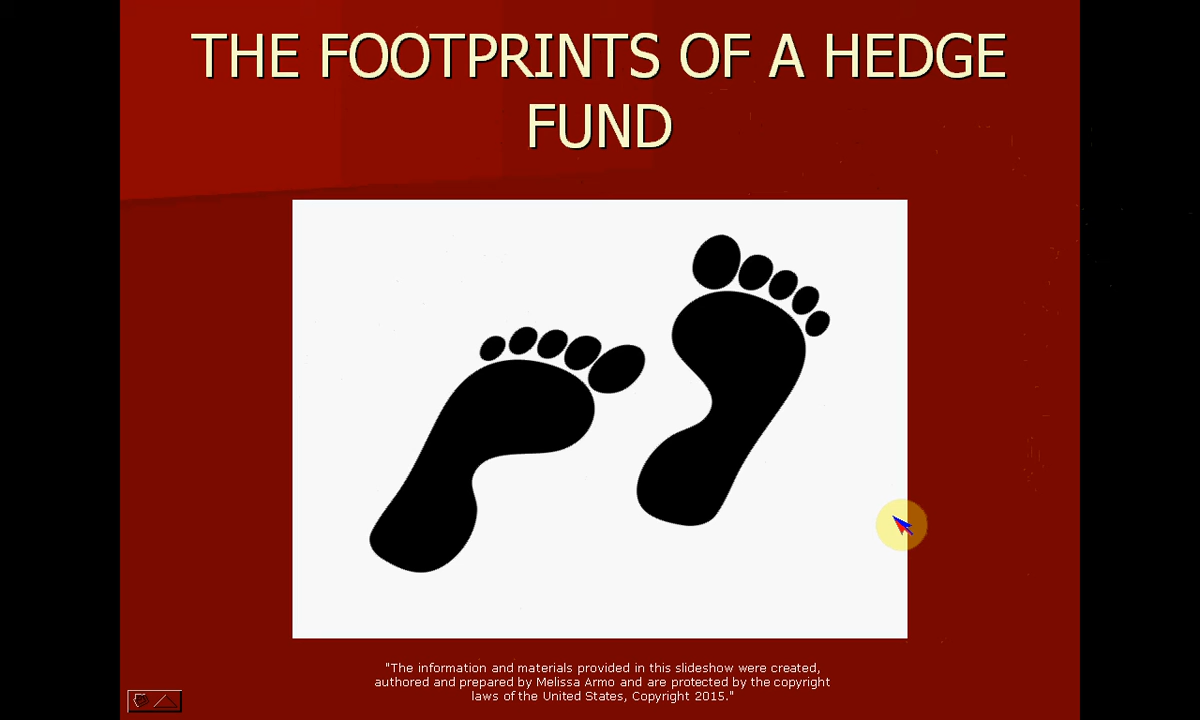 THE FOOTPRINTS OF A HEDGE
FUND
"The information and materials provided in this slideshow were created,
authored and prepared by Melissa Armo and are protected by the copyright
laws of the United States, Copyright 2015."